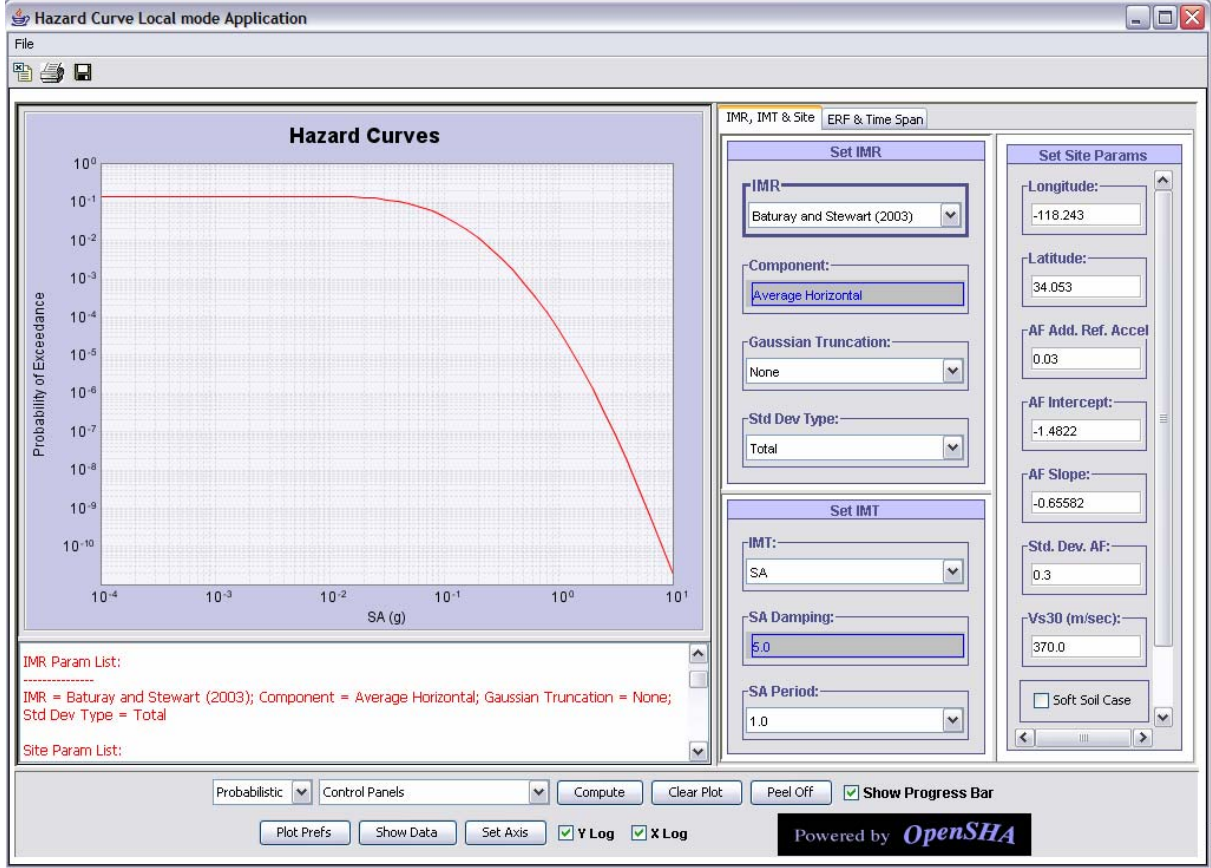 Hazard Curve Local mode Application
File
Hazard Curves
10⁰
10⁻¹
10⁻²
10⁻³
10⁻⁴
10⁻⁵
10⁻⁶
10⁻⁷
10⁻⁸
10⁻⁹
10⁻¹⁰
Probability of Exceedance
10⁻⁴ 10⁻³ 10⁻² 10⁻¹ 10⁰ 10¹
SA (g)
IMR Param List:
---------------
IMR = Baturay and Stewart (2003); Component = Average Horizontal; Gaussian Truncation = None;
Std Dev Type = Total
Site Param List:
IMR, IMT & Site ERF & Time Span
Set IMR
IMR
Baturay and Stewart (2003)
Component:
Average Horizontal
Gaussian Truncation:
None
Std Dev Type:
Total
Set IMT
IMT:
SA
SA Damping:
5.0
SA Period:
1.0
Set Site Params
Longitude:
-118.243
Latitude:
34.053
AF Add. Ref. Accel
0.03
AF Intercept:
-1.4822
AF Slope:
-0.65582
Std. Dev. AF:
0.3
Vs30 (m/sec):
370.0
Soft Soil Case
Probabilistic Control Panels Compute Clear Plot Peel Off Show Progress Bar
Plot Prefs Show Data Set Axis Y Log X Log Powered by OpenSHA